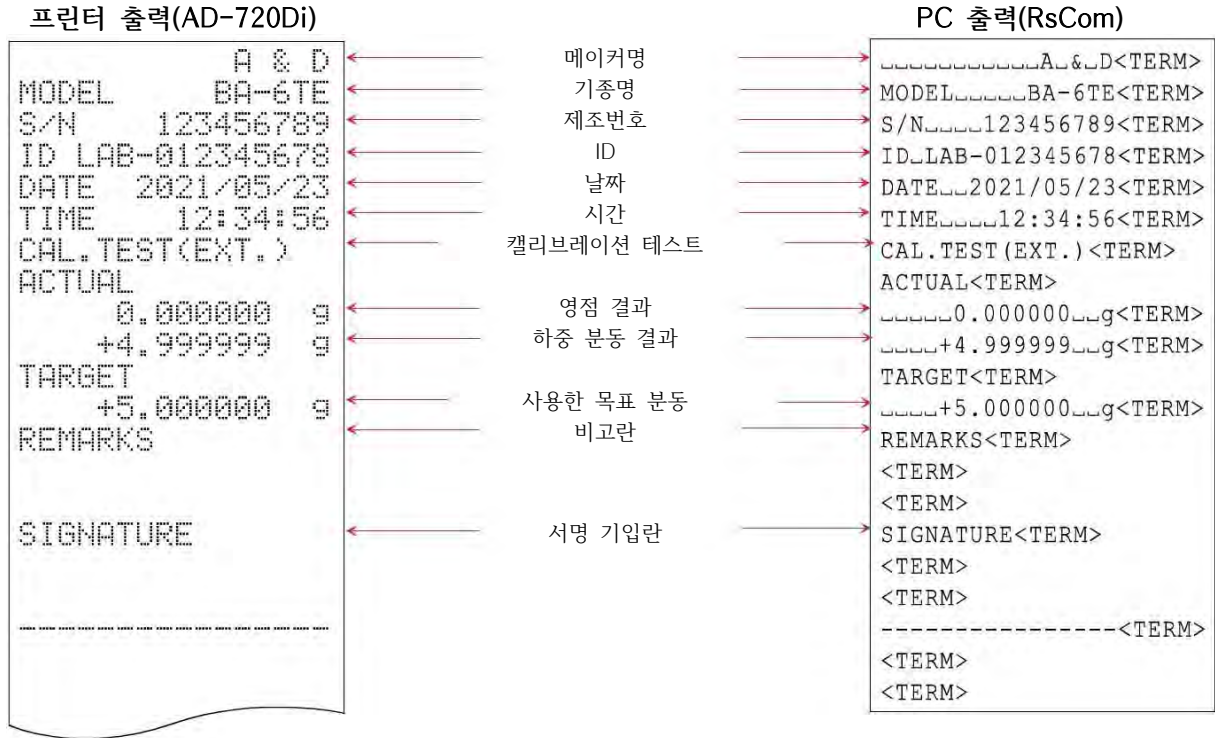 프린터 출력(AD-720Di)
A & D
MODEL BA-6TE
S/N 123456789
ID LAB-012345678
DATE 2021/05/23
TIME 12:34:56
CAL.TEST(EXT.)
ACTUAL
0.000000 g
+4.999999 g
TARGET
+5.000000 g
REMARKS
SIGNATURE
----------------
메이커명
기종명
제조번호
ID
날짜
시간
캘리브레이션 테스트
영점 결과
하중 분동 결과
사용한 목표 분동
비고란
서명 기입란
PC 출력(RsCom)
␣␣␣␣␣␣␣␣␣␣␣A␣&␣D<TERM>
MODEL␣␣␣␣␣BA-6TE<TERM>
S/N␣␣␣␣123456789<TERM>
ID␣LAB-012345678<TERM>
DATE␣␣2021/05/23<TERM>
TIME␣␣␣␣12:34:56<TERM>
CAL.TEST(EXT.)<TERM>
ACTUAL<TERM>
␣␣␣␣␣0.000000␣␣g<TERM>
␣␣␣␣+4.999999␣␣g<TERM>
TARGET<TERM>
␣␣␣␣+5.000000␣␣g<TERM>
REMARKS<TERM>
<TERM>
<TERM>
SIGNATURE<TERM>
<TERM>
<TERM>
----------------<TERM>
<TERM>
<TERM>